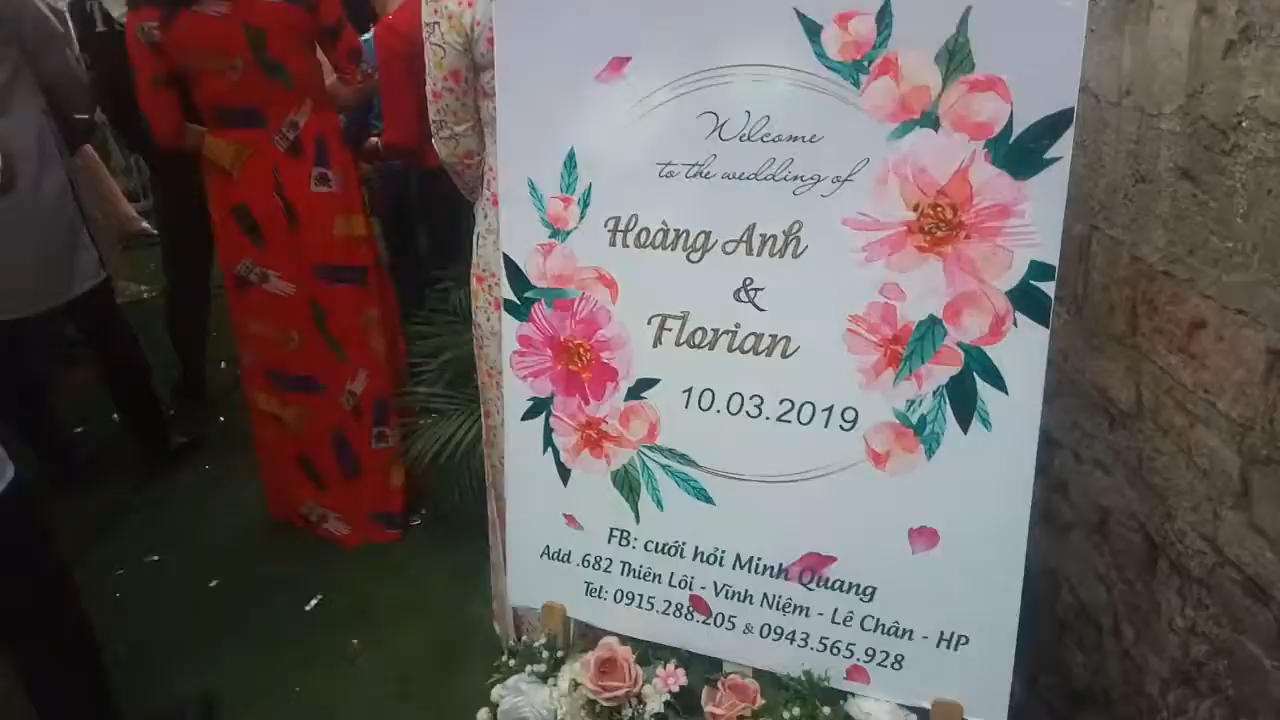 Welcome
to the wedding of
Hoàng Anh
&
Florian
10.03.2019
FB: cưới hỏi Minh Quang
Add .682 Thiên Lôi - Vĩnh Niệm - Lê Chân - HP
Tel: 0915.288.205 & 0943.565.928